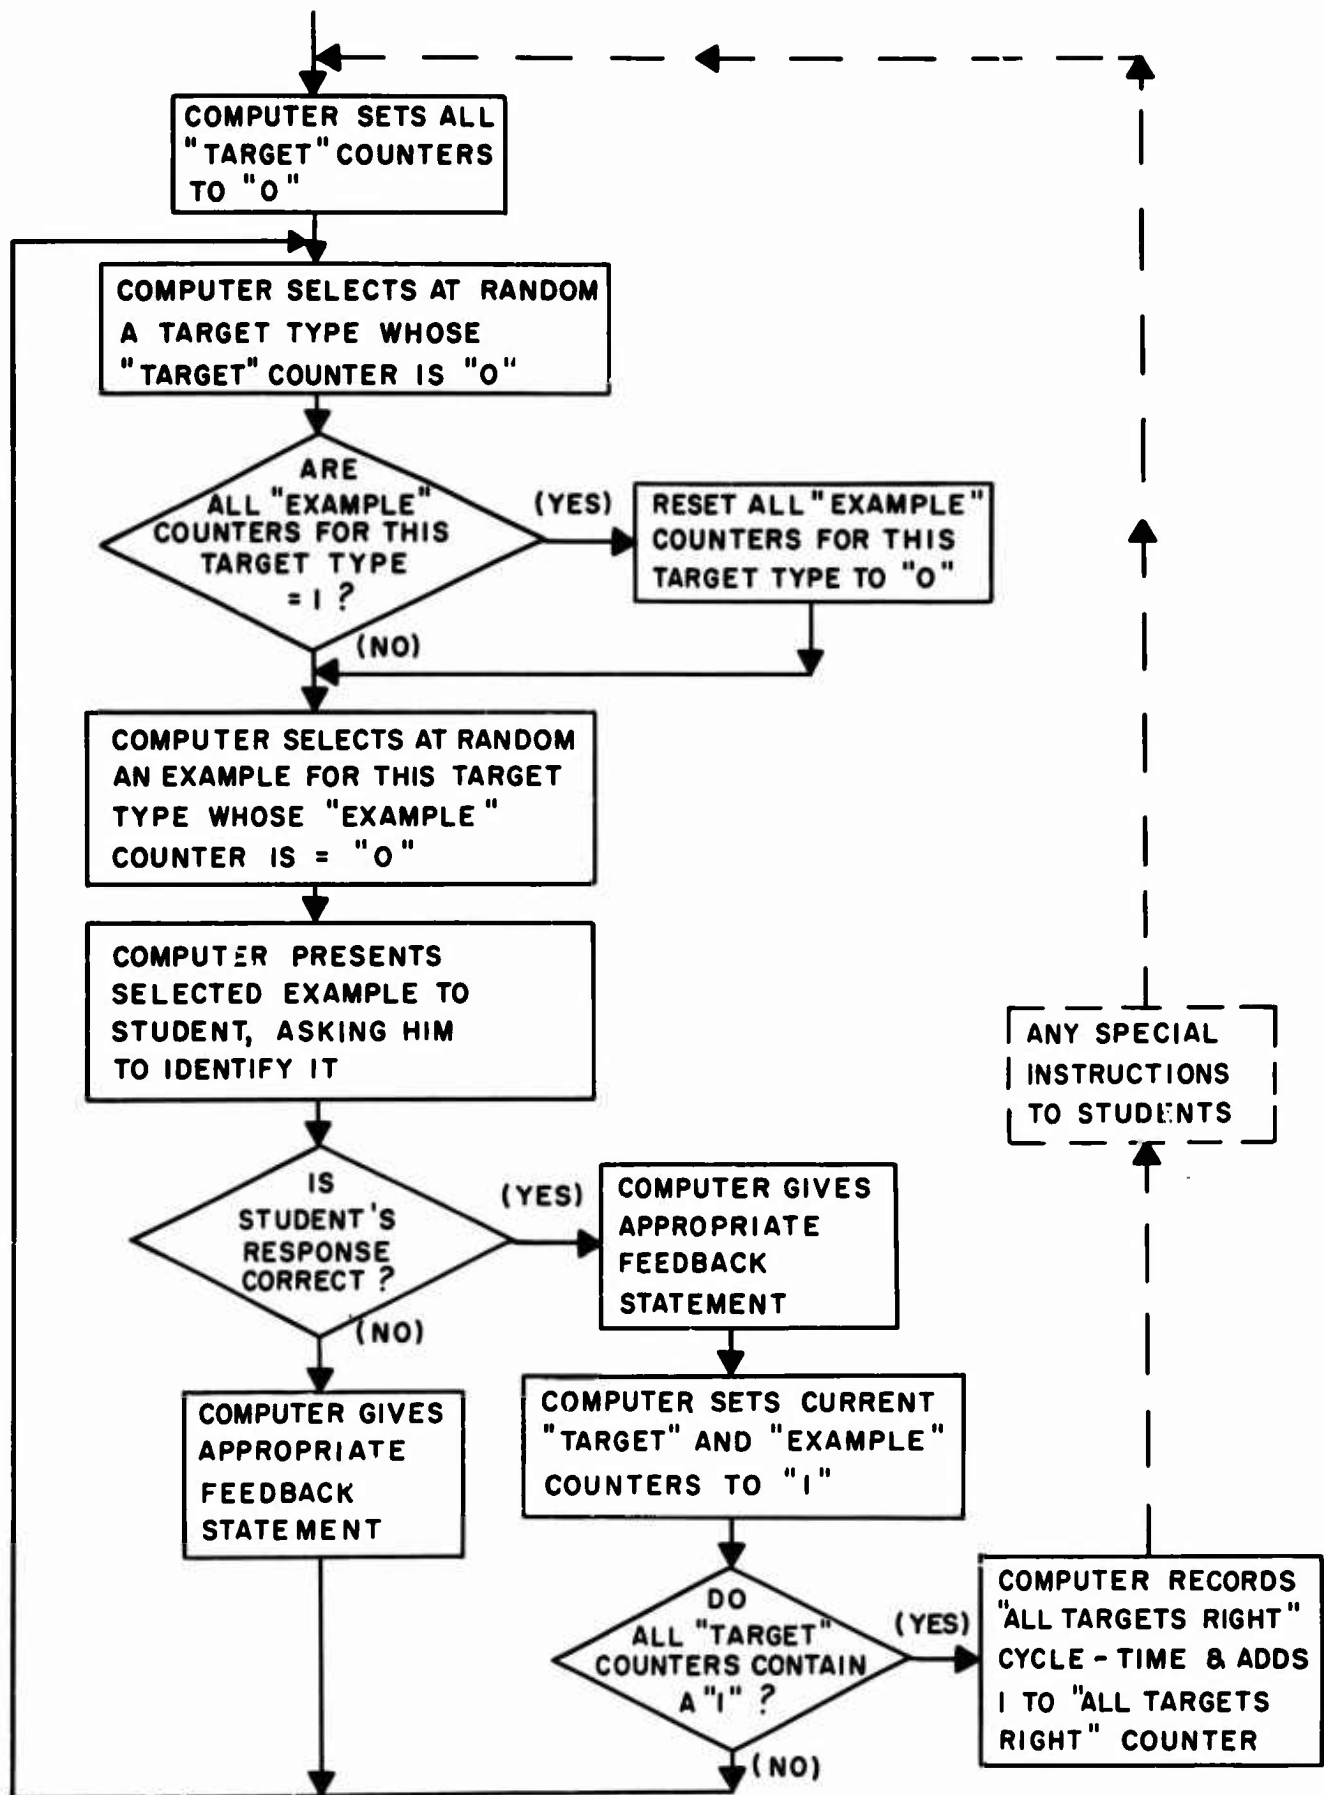 COMPUTER SETS ALL
"TARGET" COUNTERS
TO "0"
COMPUTER SELECTS AT RANDOM
A TARGET TYPE WHOSE
"TARGET" COUNTER IS "0"
ARE
ALL "EXAMPLE"
COUNTERS FOR THIS
TARGET TYPE
= 1 ?
(YES)
RESET ALL "EXAMPLE"
COUNTERS FOR THIS
TARGET TYPE TO "0"
(NO)
COMPUTER SELECTS AT RANDOM
AN EXAMPLE FOR THIS TARGET
TYPE WHOSE "EXAMPLE"
COUNTER IS = "0"
COMPUTER PRESENTS
SELECTED EXAMPLE TO
STUDENT, ASKING HIM
TO IDENTIFY IT
IS
STUDENT'S
RESPONSE
CORRECT ?
(YES)
COMPUTER GIVES
APPROPRIATE
FEEDBACK
STATEMENT
(NO)
COMPUTER GIVES
APPROPRIATE
FEEDBACK
STATEMENT
COMPUTER SETS CURRENT
"TARGET" AND "EXAMPLE"
COUNTERS TO "1"
DO
ALL "TARGET"
COUNTERS CONTAIN
A "1" ?
(YES)
(NO)
COMPUTER RECORDS
"ALL TARGETS RIGHT"
CYCLE-TIME & ADDS
1 TO "ALL TARGETS
RIGHT" COUNTER
ANY SPECIAL
INSTRUCTIONS
TO STUDENTS